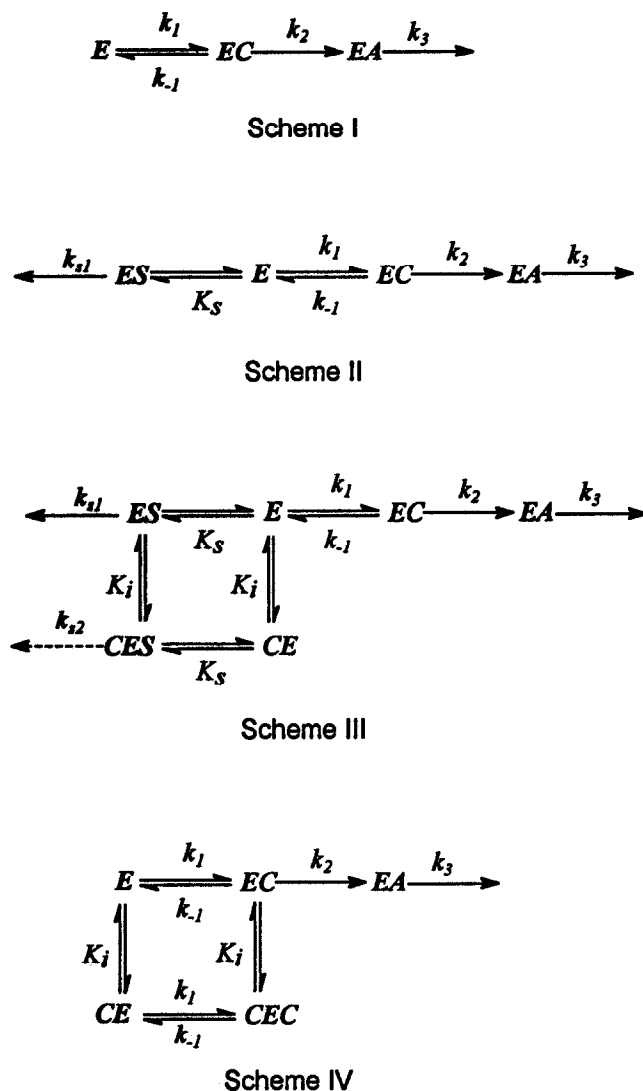 k₁
E EC k₂ EA k₃
k₋₁
Scheme I
k₁
kₛ₁ ES E EC k₂ EA k₃
Kₛ k₋₁
Scheme II
k₁
kₛ₁ ES E EC k₂ EA k₃
Kₛ k₋₁
Ki Ki
kₛ₂ CES CE
Kₛ
Scheme III
k₁
E EC k₂ EA k₃
k₋₁
Ki Ki
k₁
CE CEC
k₋₁
Scheme IV